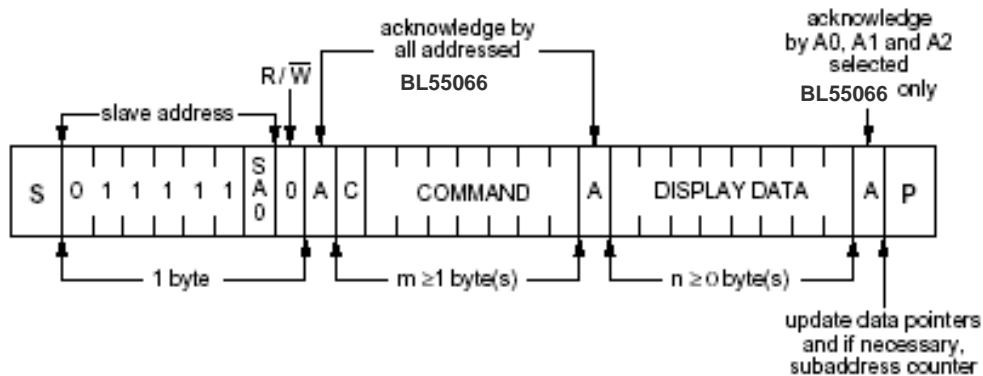 acknowledge by
all addressed
BL55066
acknowledge
by A0, A1 and A2
selected
BL55066 only
R/W̅
slave address
S 0 1 1 1 1 1 SA0 0 A C COMMAND A DISPLAY DATA A P
1 byte
m ≥1 byte(s)
n ≥0 byte(s)
update data pointers
and if necessary,
subaddress counter